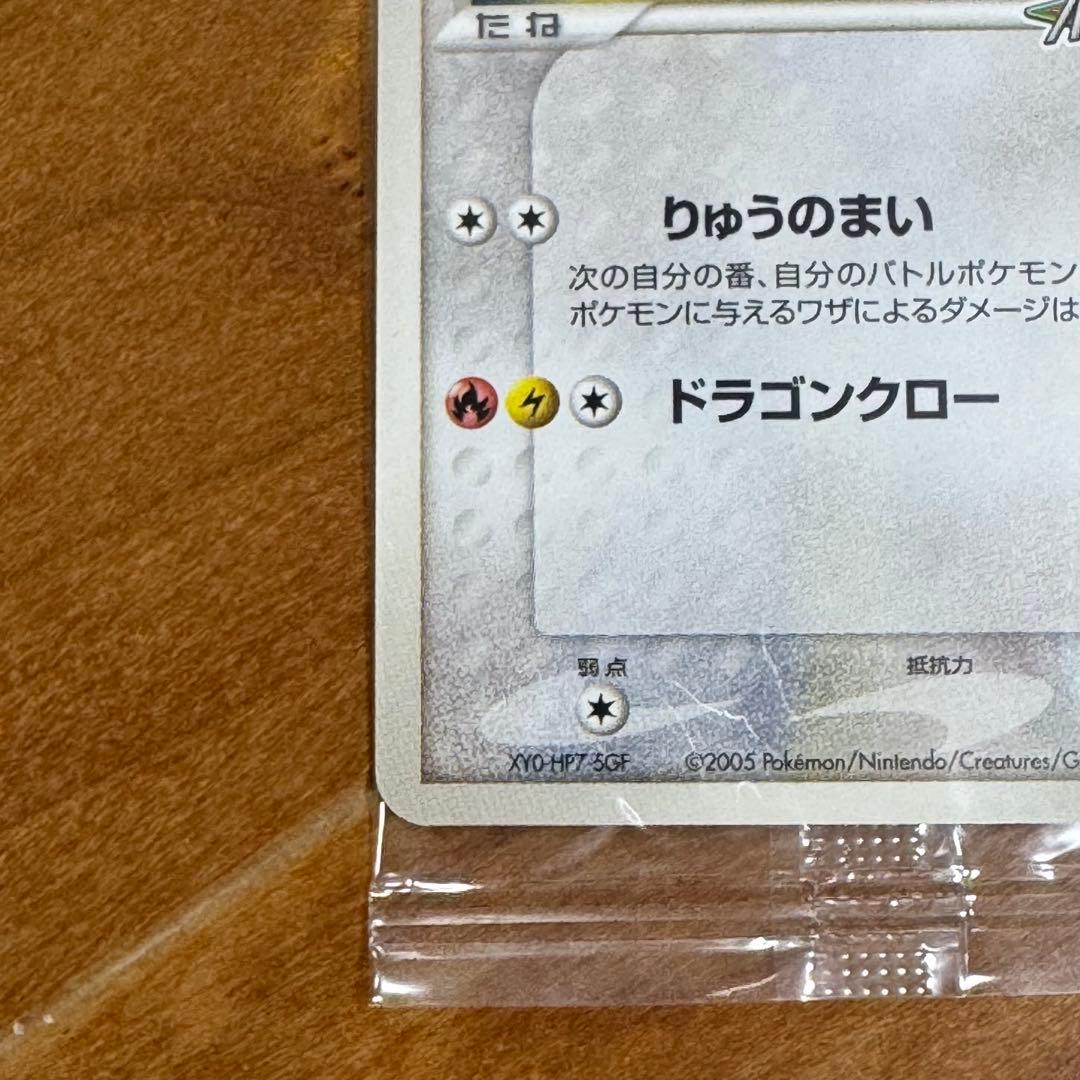 たね
りゅうのまい
次の自分の番、自分のバトルポケモン
ポケモンに与えるワザによるダメージは
ドラゴンクロー
弱点 抵抗力
©2005 Pokémon/Nintendo/Creatures/G